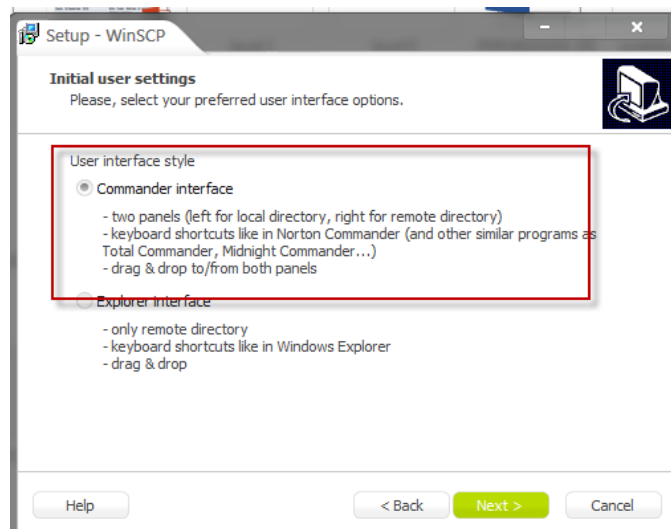 Setup - WinSCP
Initial user settings
Please, select your preferred user interface options.
User interface style
Commander interface
- two panels (left for local directory, right for remote directory)
- keyboard shortcuts like in Norton Commander (and other similar programs as
Total Commander, Midnight Commander...)
- drag & drop to/from both panels
Explorer interface
- only remote directory
- keyboard shortcuts like in Windows Explorer
- drag & drop
Help
< Back
Next >
Cancel